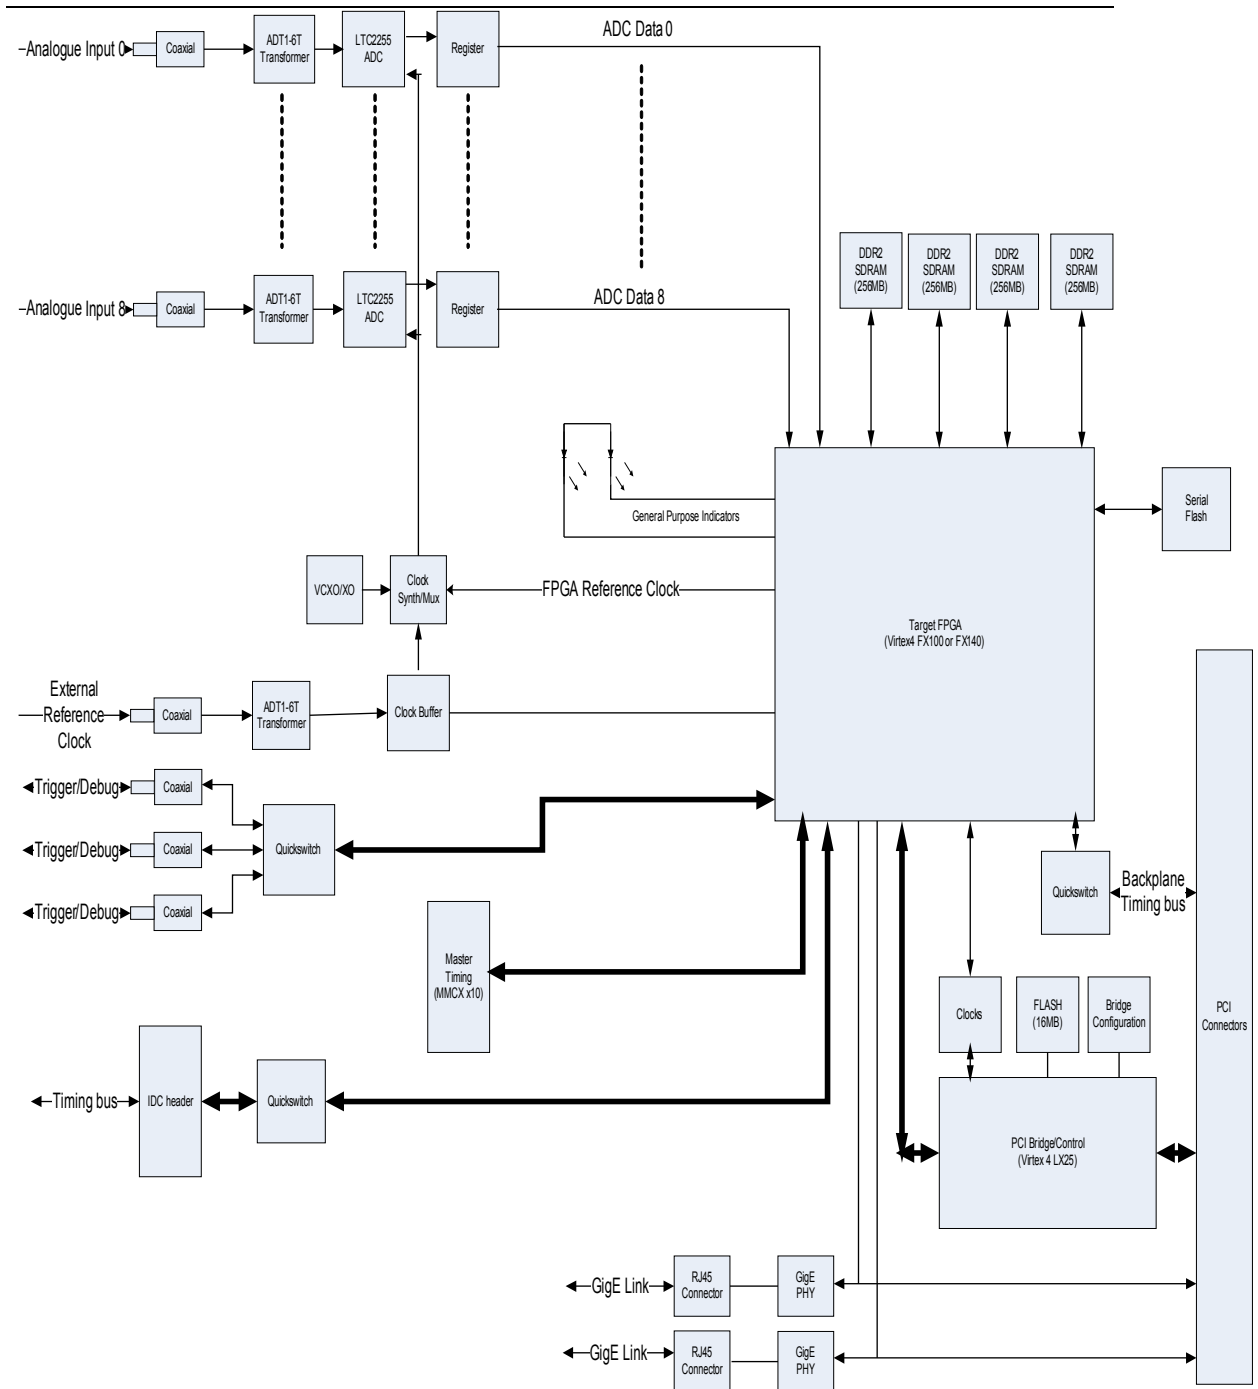 ADC Data 0
Analogue Input 0
Coaxial
ADT1-6T
Transformer
LTC2255
ADC
Register
DDR2
SDRAM
(256MB)
DDR2
SDRAM
(256MB)
DDR2
SDRAM
(256MB)
DDR2
SDRAM
(256MB)
Analogue Input 8
Coaxial
ADT1-6T
Transformer
LTC2255
ADC
Register
ADC Data 8
General Purpose Indicators
Serial
Flash
VCXO/XO
Clock
Synth/Mux
FPGA Reference Clock
Target FPGA
(Virtex4 FX100 or FX140)
External
Reference
Clock
Coaxial
ADT1-6T
Transformer
Clock Buffer
Trigger/Debug
Coaxial
Trigger/Debug
Coaxial
Quickswitch
Trigger/Debug
Coaxial
Quickswitch
Backplane
Timing bus
Master
Timing
(MMCX x10)
Clocks
FLASH
(16MB)
Bridge
Configuration
PCI
Connectors
Timing bus
IDC header
Quickswitch
PCI Bridge/Control
(Virtex 4 LX25)
GigE Link
RJ45
Connector
GigE
PHY
GigE Link
RJ45
Connector
GigE
PHY